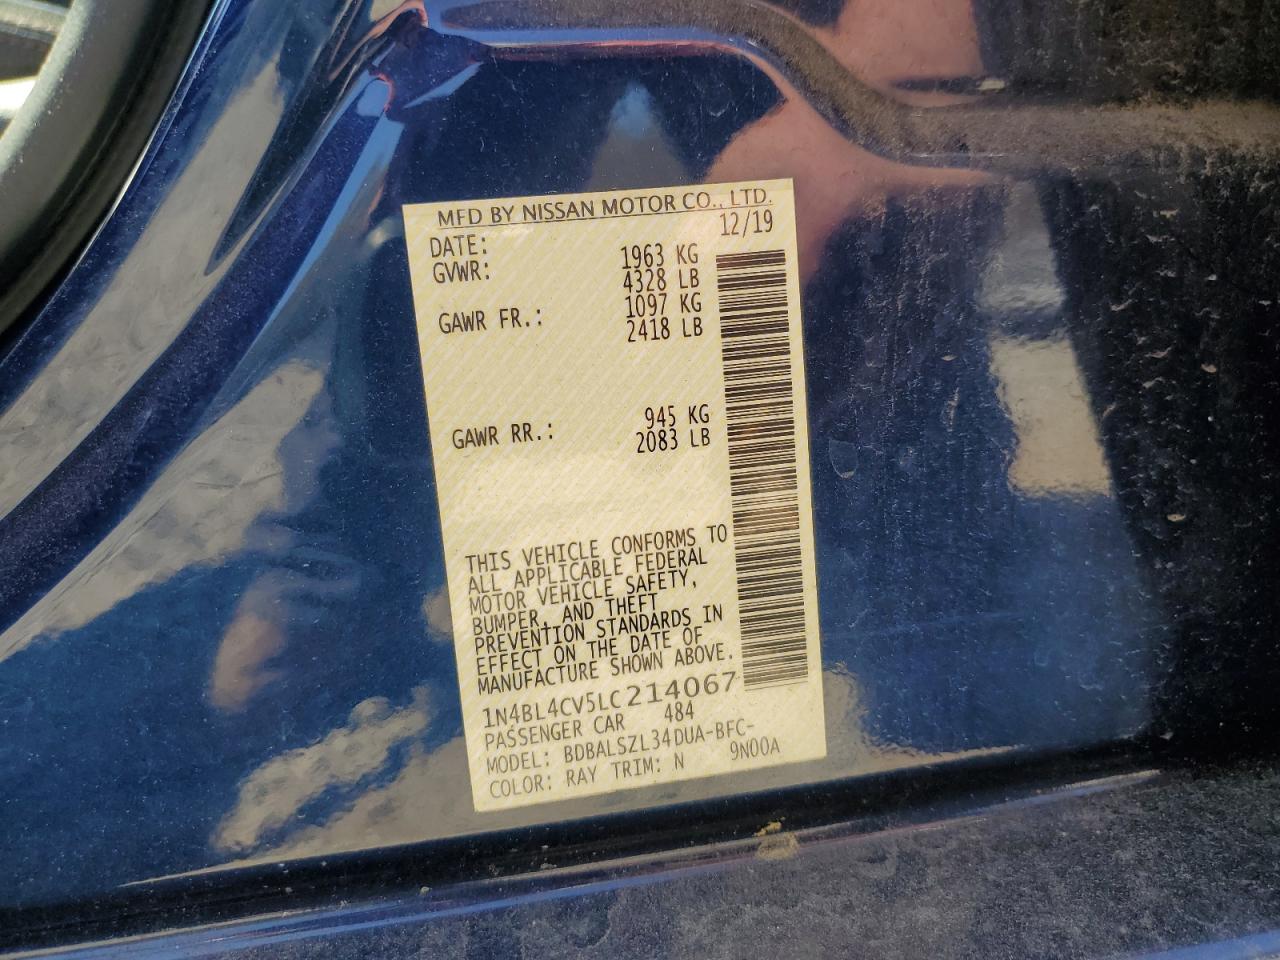 MFD BY NISSAN MOTOR CO., LTD.
DATE: 12/19
GVWR: 1963 KG
4328 LB
GAWR FR.: 1097 KG
2418 LB
GAWR RR.: 945 KG
2083 LB
THIS VEHICLE CONFORMS TO
ALL APPLICABLE FEDERAL
MOTOR VEHICLE SAFETY,
BUMPER, AND THEFT
PREVENTION STANDARDS IN
EFFECT ON THE DATE OF
MANUFACTURE SHOWN ABOVE.
1N4BL4CV5LC214067
PASSENGER CAR 484
MODEL: BDBALSZL34DUA-BFC-
COLOR: RAY TRIM: N 9N00A